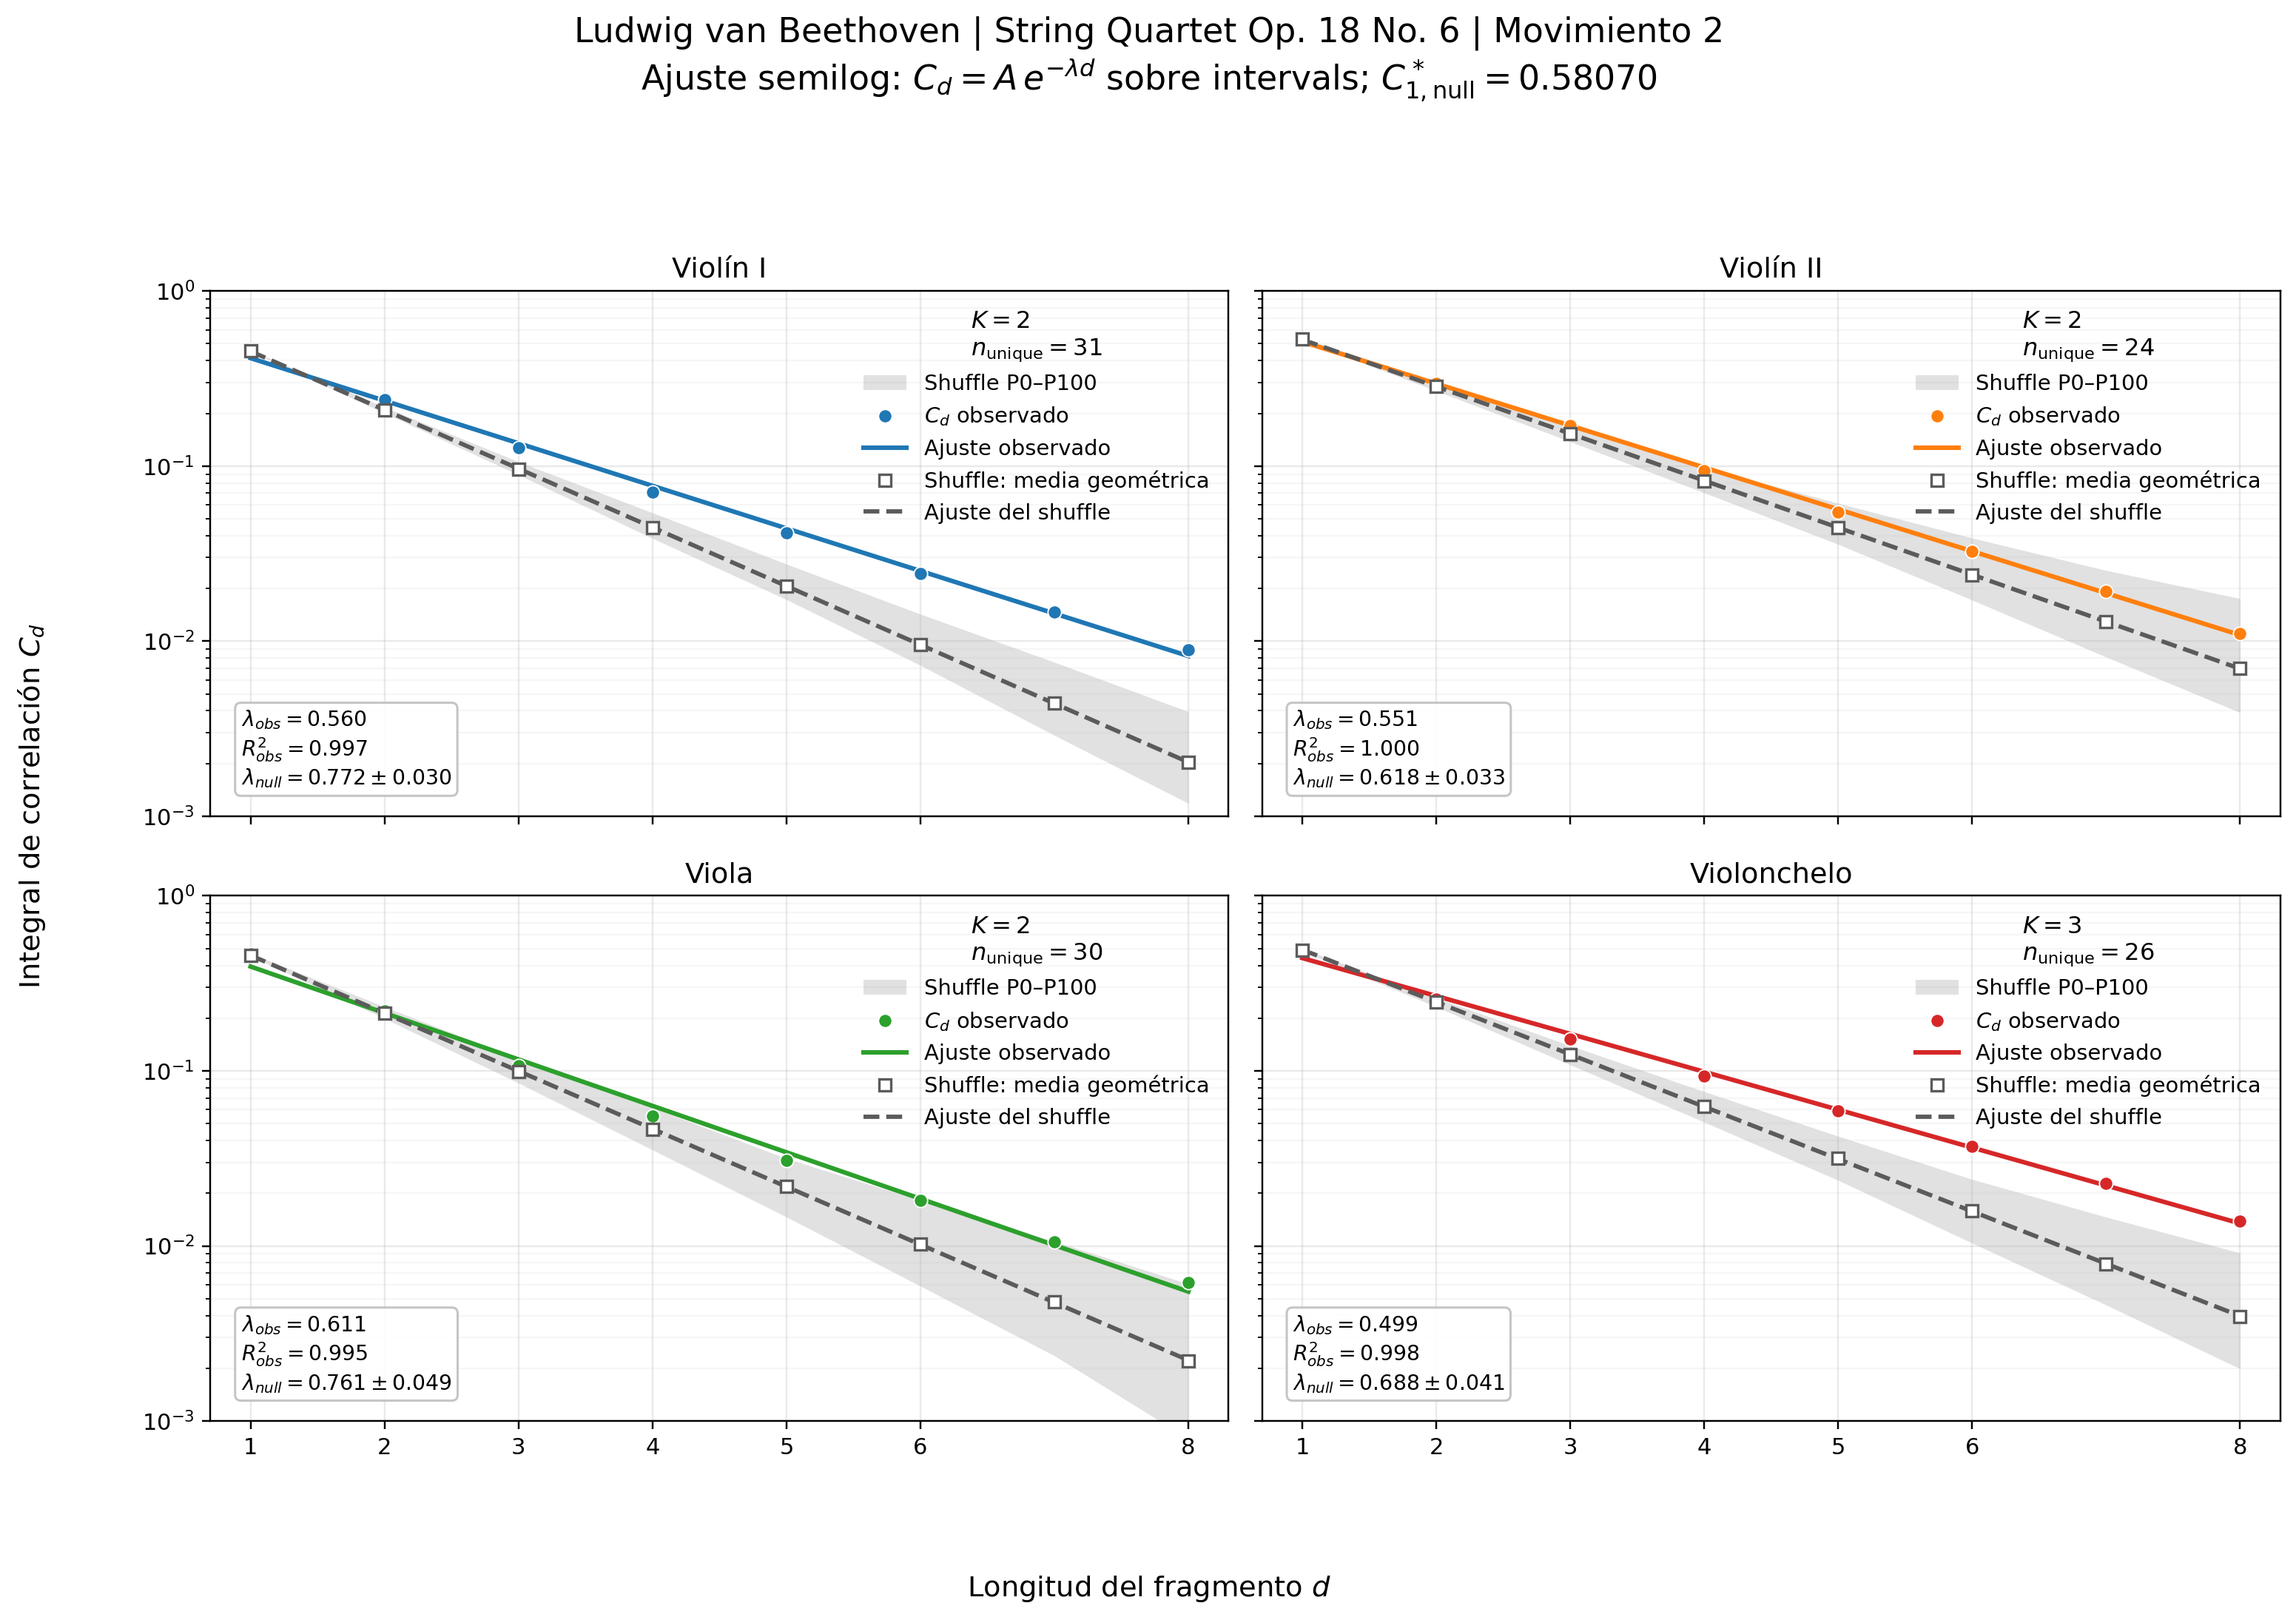 Ludwig van Beethoven | String Quartet Op. 18 No. 6 | Movimiento 2
Ajuste semilog: $C_d = A\,e^{-\lambda d}$ sobre intervals; $C^*_{1,\mathrm{null}} = 0.58070$
Integral de correlación $C_d$
Violín I
10⁰
10⁻¹
10⁻²
10⁻³
K = 2
n_unique = 31
Shuffle P0–P100
C_d observado
Ajuste observado
Shuffle: media geométrica
Ajuste del shuffle
λ_obs = 0.560
R²_obs = 0.997
λ_null = 0.772 ± 0.030
Violín II
K = 2
n_unique = 24
Shuffle P0–P100
C_d observado
Ajuste observado
Shuffle: media geométrica
Ajuste del shuffle
λ_obs = 0.551
R²_obs = 1.000
λ_null = 0.618 ± 0.033
Viola
10⁰
10⁻¹
10⁻²
10⁻³
K = 2
n_unique = 30
Shuffle P0–P100
C_d observado
Ajuste observado
Shuffle: media geométrica
Ajuste del shuffle
λ_obs = 0.611
R²_obs = 0.995
λ_null = 0.761 ± 0.049
1 2 3 4 5 6 8
Violonchelo
K = 3
n_unique = 26
Shuffle P0–P100
C_d observado
Ajuste observado
Shuffle: media geométrica
Ajuste del shuffle
λ_obs = 0.499
R²_obs = 0.998
λ_null = 0.688 ± 0.041
1 2 3 4 5 6 8
Longitud del fragmento d